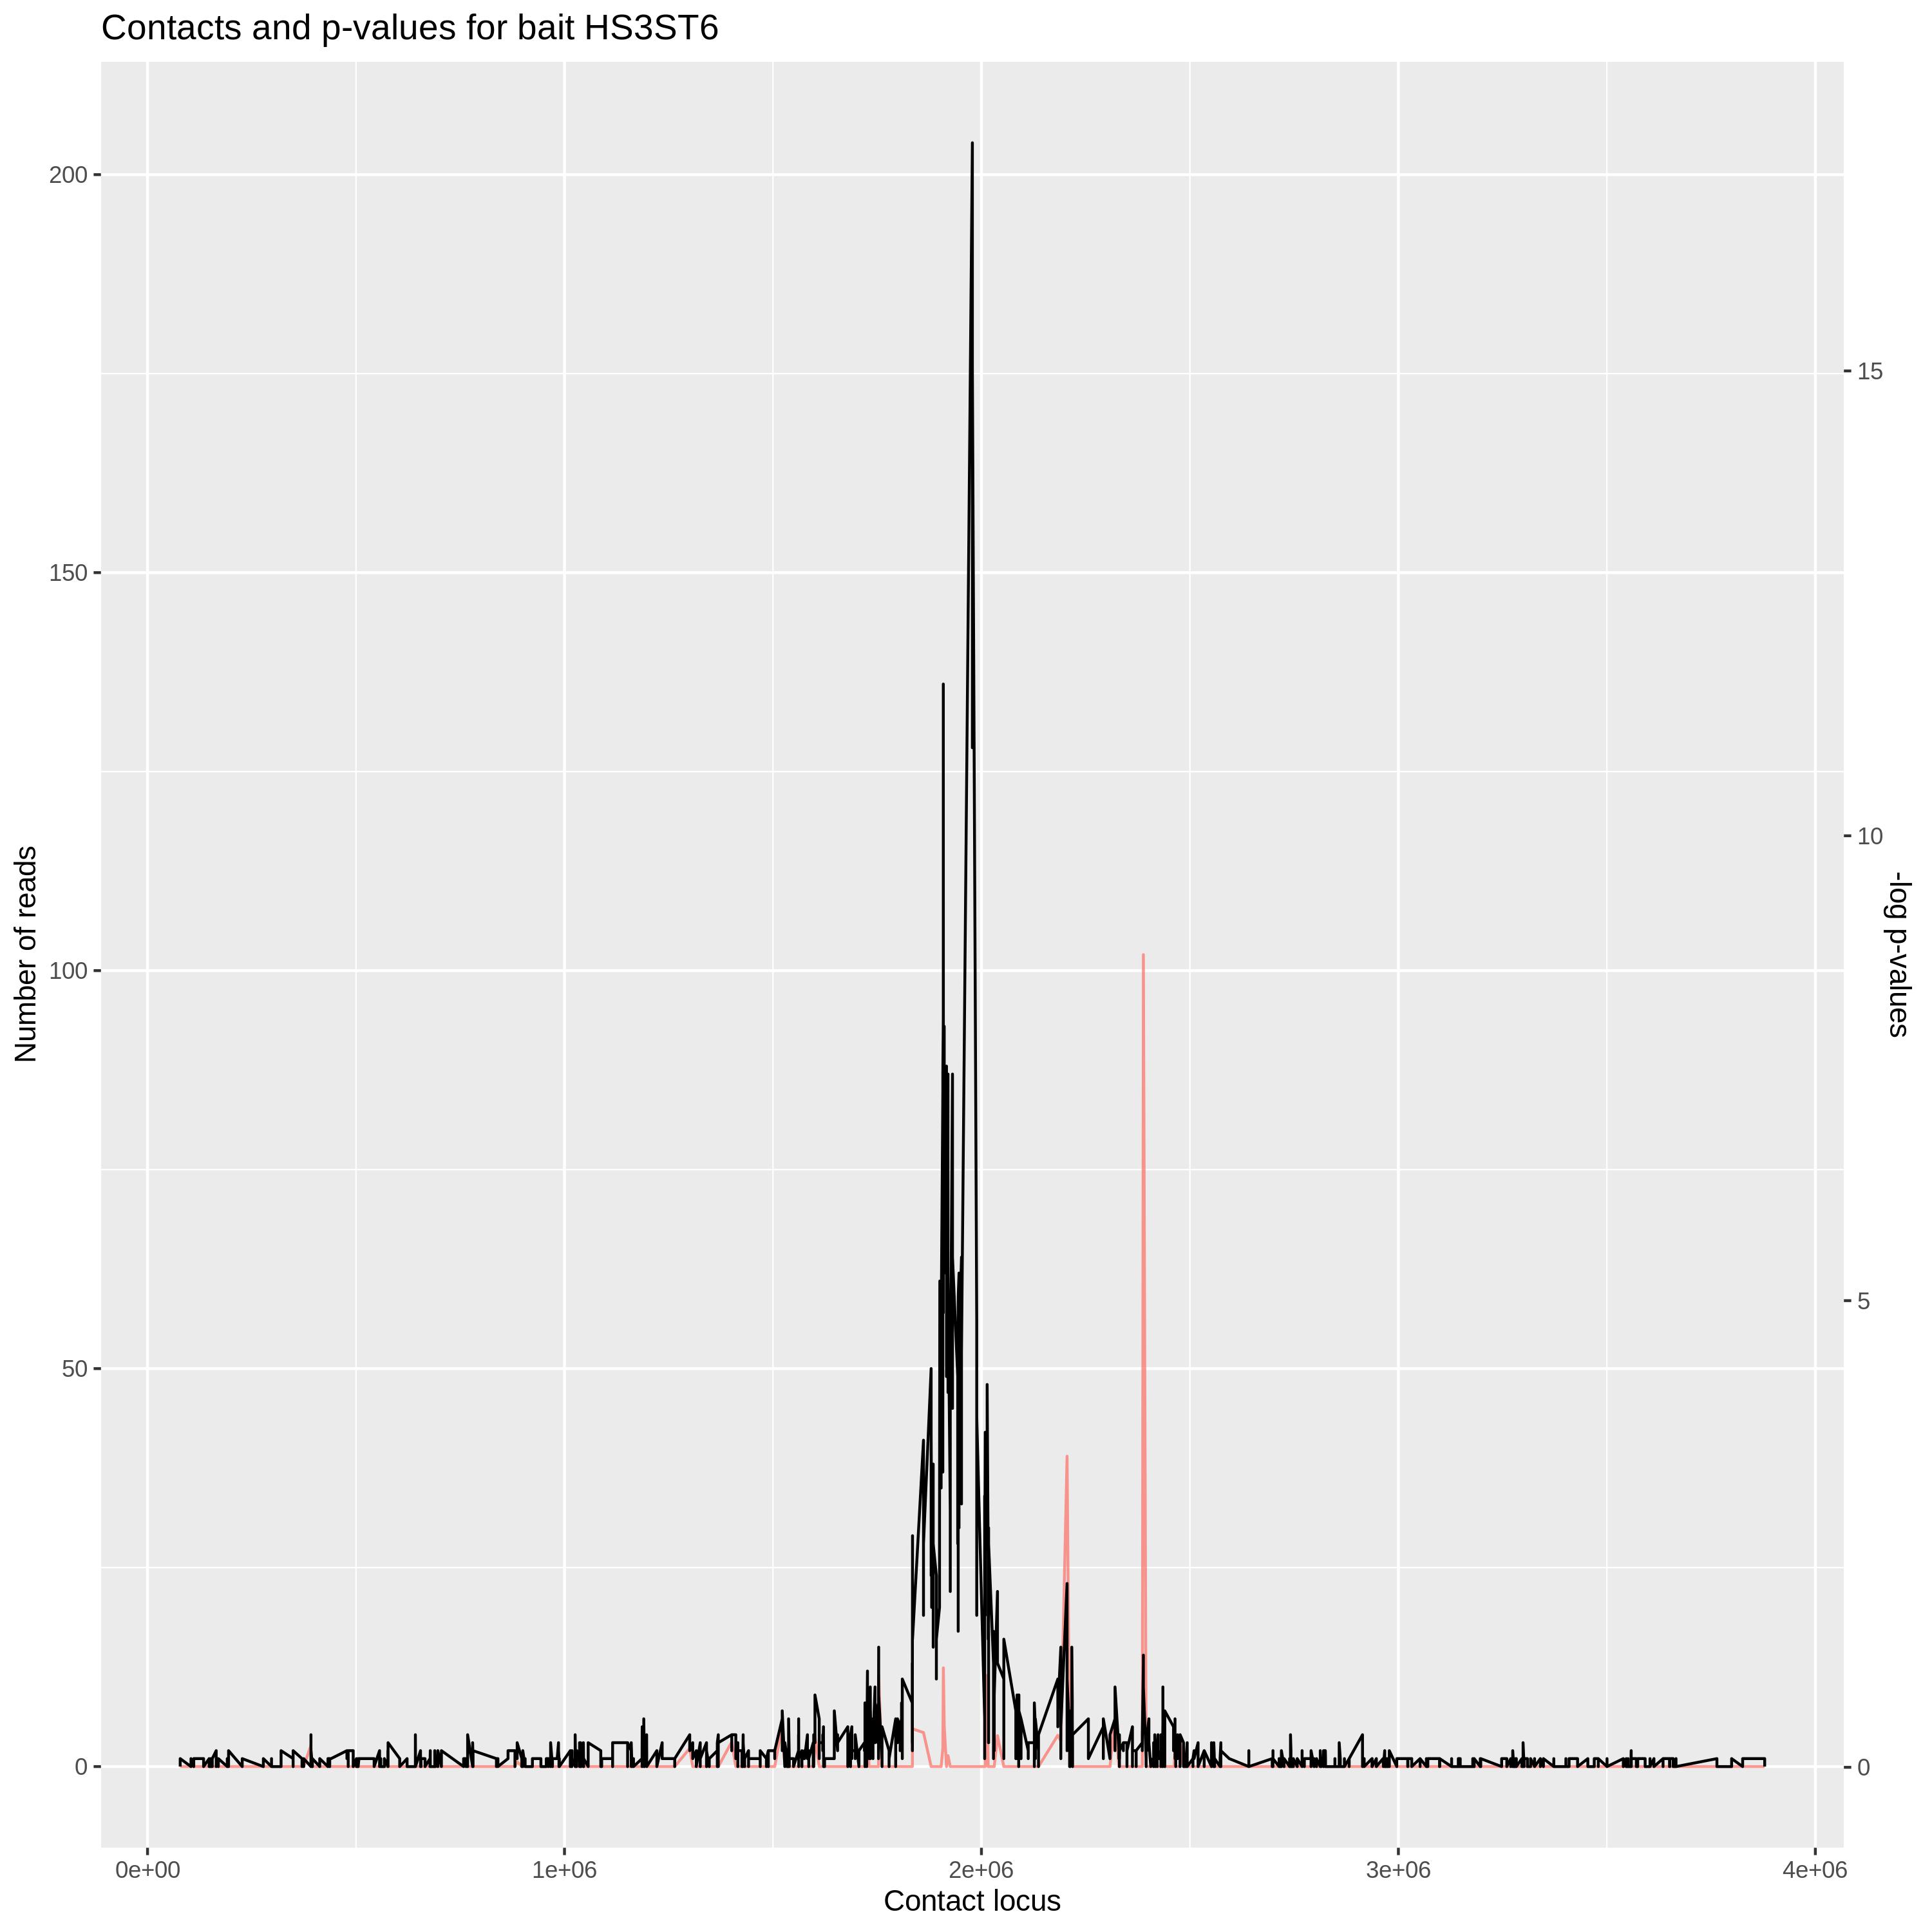 Contacts and p-values for bait HS3ST6
200
150
100
50
0
Number of reads
15
10
5
0
-log p-values
0e+00
1e+06
2e+06
3e+06
4e+06
Contact locus